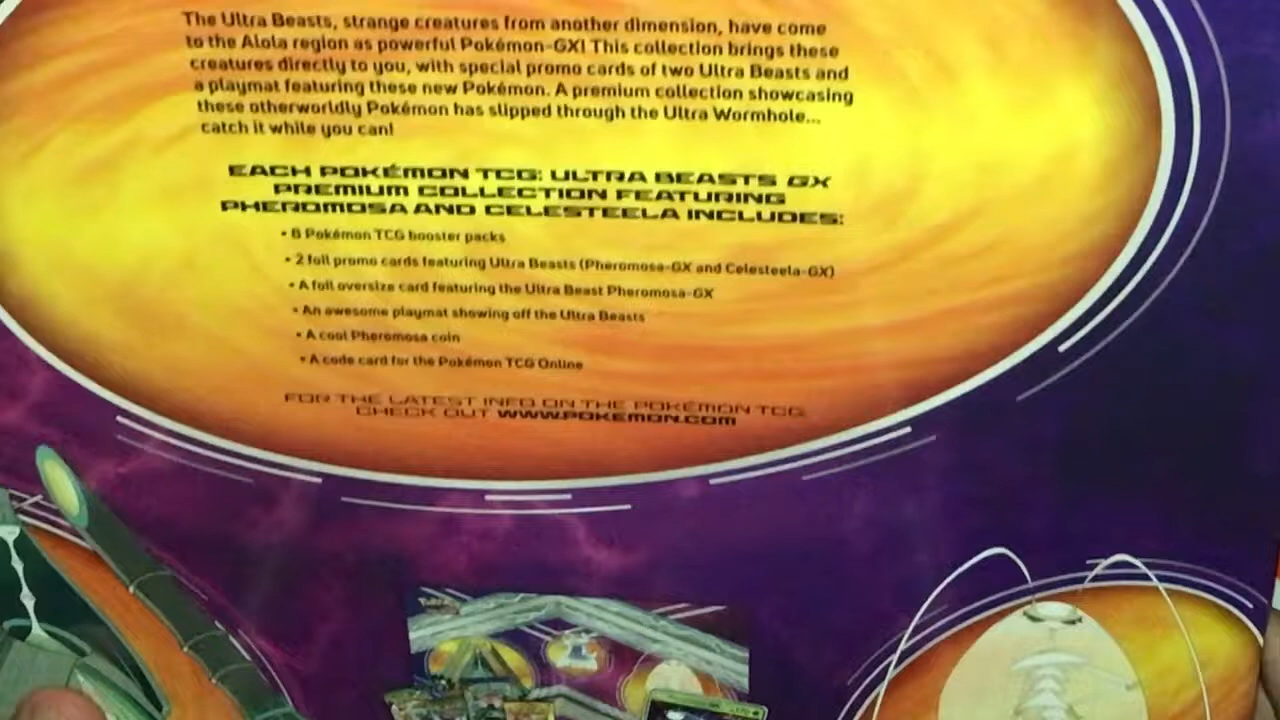 The Ultra Beasts, strange creatures from another dimension, have come
to the Alola region as powerful Pokémon-GX! This collection brings these
creatures directly to you, with special promo cards of two Ultra Beasts and
a playmat featuring these new Pokémon. A premium collection showcasing
these otherworldly Pokémon has slipped through the Ultra Wormhole...
catch it while you can!
EACH POKÉMON TCG: ULTRA BEASTS GX
PREMIUM COLLECTION FEATURING
PHEROMOSA AND CELESTEELA INCLUDES:
• 6 Pokémon TCG booster packs
• 2 foil promo cards featuring Ultra Beasts (Pheromosa-GX and Celesteela-GX)
• A foil oversize card featuring the Ultra Beast Pheromosa-GX
• An awesome playmat showing off the Ultra Beasts
• A cool Pheromosa coin
• A code card for the Pokémon TCG Online
FOR THE LATEST INFO ON THE POKÉMON TCG
CHECK OUT WWW.POKEMON.COM